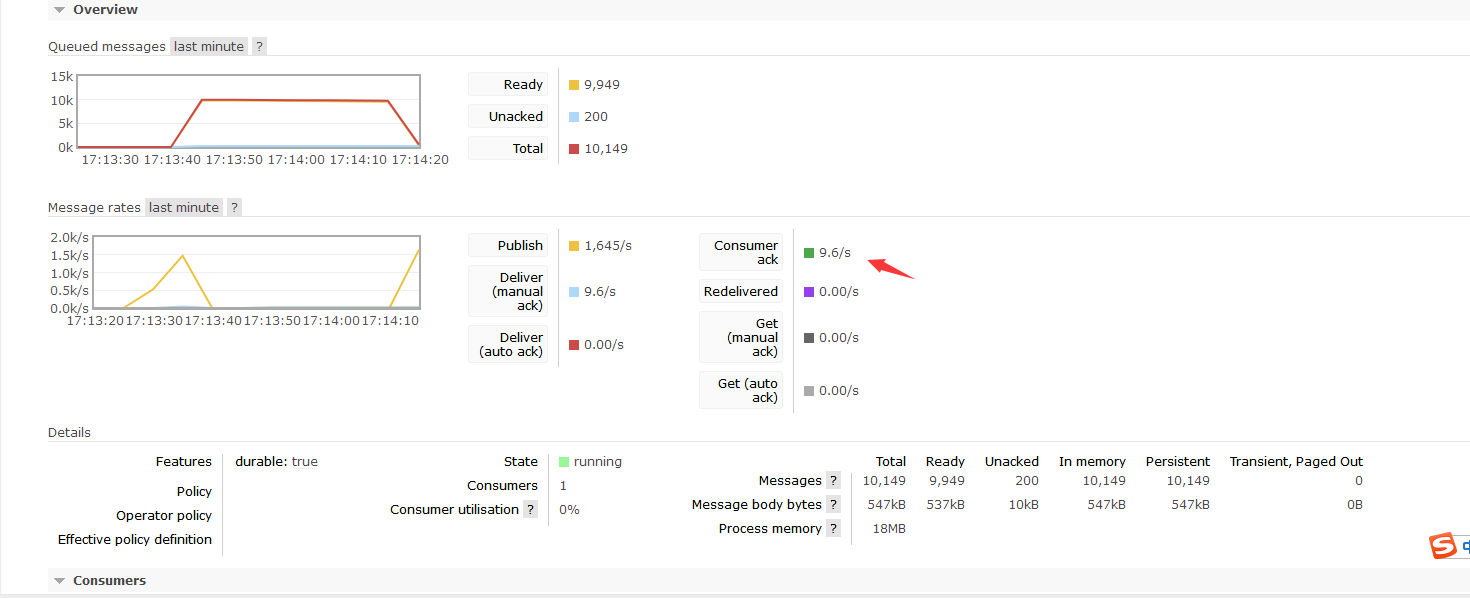 Overview
Queued messages last minute ?
15k
10k
5k
0k
17:13:30 17:13:40 17:13:50 17:14:00 17:14:10 17:14:20
Ready 9,949
Unacked 200
Total 10,149
Message rates last minute ?
2.0k/s
1.5k/s
1.0k/s
0.5k/s
0.0k/s
17:13:20 17:13:30 17:13:40 17:13:50 17:14:00 17:14:10
Publish 1,645/s
Deliver
(manual 9.6/s
ack)
Deliver
(auto ack) 0.00/s
Consumer
ack 9.6/s
Redelivered 0.00/s
Get
(manual 0.00/s
ack)
Get (auto
ack) 0.00/s
Details
Features durable: true
Policy
Operator policy
Effective policy definition
State running
Consumers 1
Consumer utilisation ? 0%
Total Ready Unacked In memory Persistent Transient, Paged Out
Messages ? 10,149 9,949 200 10,149 10,149 0
Message body bytes ? 547kB 537kB 10kB 547kB 547kB 0B
Process memory ? 18MB
S
Consumers